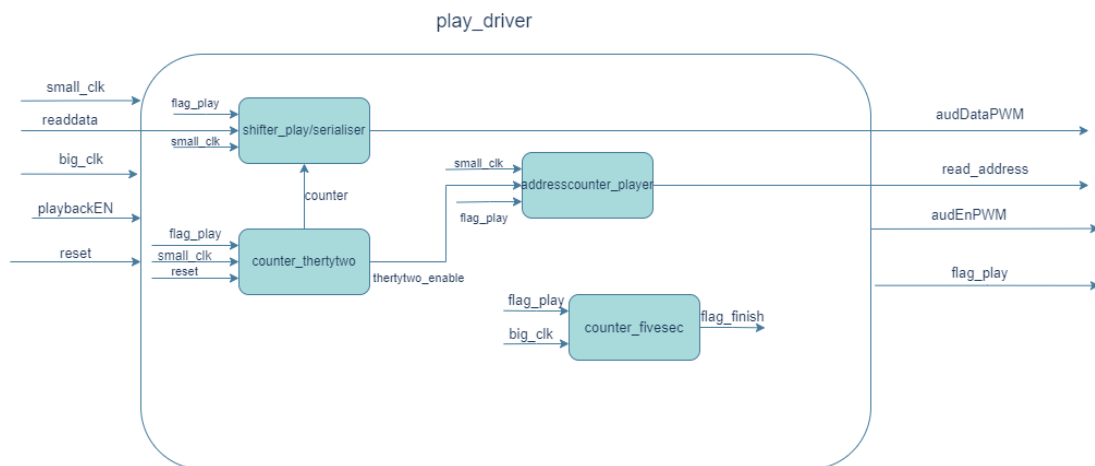 play_driver
small_clk
readdata
big_clk
playbackEN
reset
flag_play
small_clk
shifter_play/serialiser
counter
flag_play
small_clk
reset
counter_thertytwo
thertytwo_enable
small_clk
flag_play
addresscounter_player
flag_play
big_clk
counter_fivesec
flag_finish
audDataPWM
read_address
audEnPWM
flag_play